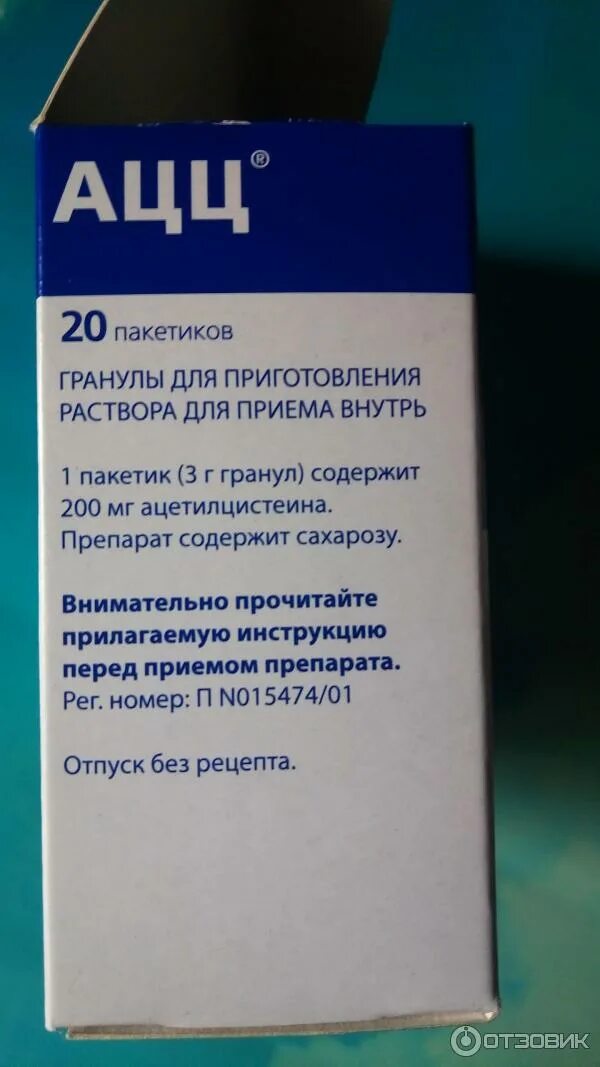 АЦЦ®
20 пакетиков
ГРАНУЛЫ ДЛЯ ПРИГОТОВЛЕНИЯ
РАСТВОРА ДЛЯ ПРИЕМА ВНУТРЬ
1 пакетик (3 г гранул) содержит
200 мг ацетилцистеина.
Препарат содержит сахарозу.
Внимательно прочитайте
прилагаемую инструкцию
перед приемом препарата.
Рег. номер: П N015474/01
Отпуск без рецепта.
ОТЗОВИК